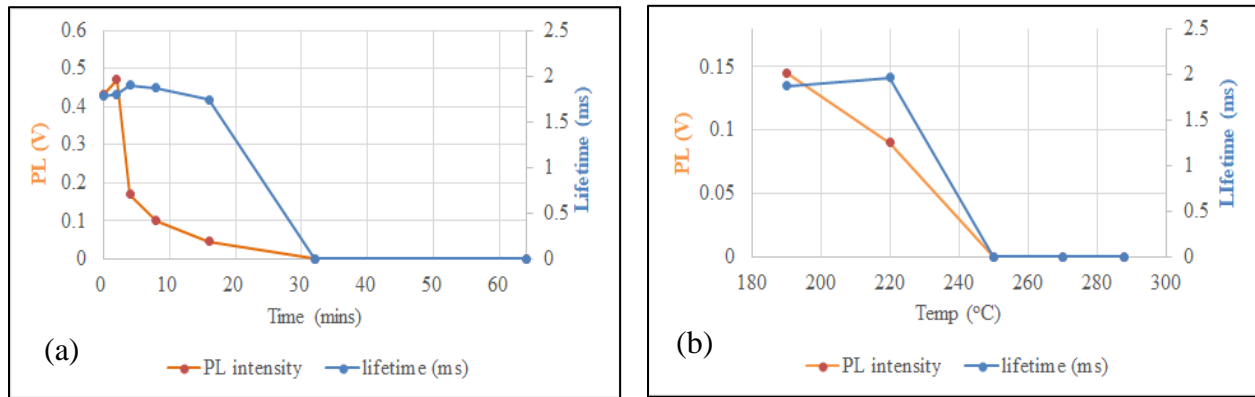 0.6
0.5
0.4
0.3
0.2
0.1
0
PL (V)
2.5
2
1.5
1
0.5
0
Lifetime (ms)
0 10 20 30 40 50 60
Time (mins)
(a)
PL intensity lifetime (ms)
0.15
0.1
0.05
0
PL (V)
2.5
2
1.5
1
0.5
0
LIfetime (ms)
180 200 220 240 260 280 300
Temp (°C)
(b)
PL intensity lifetime (ms)